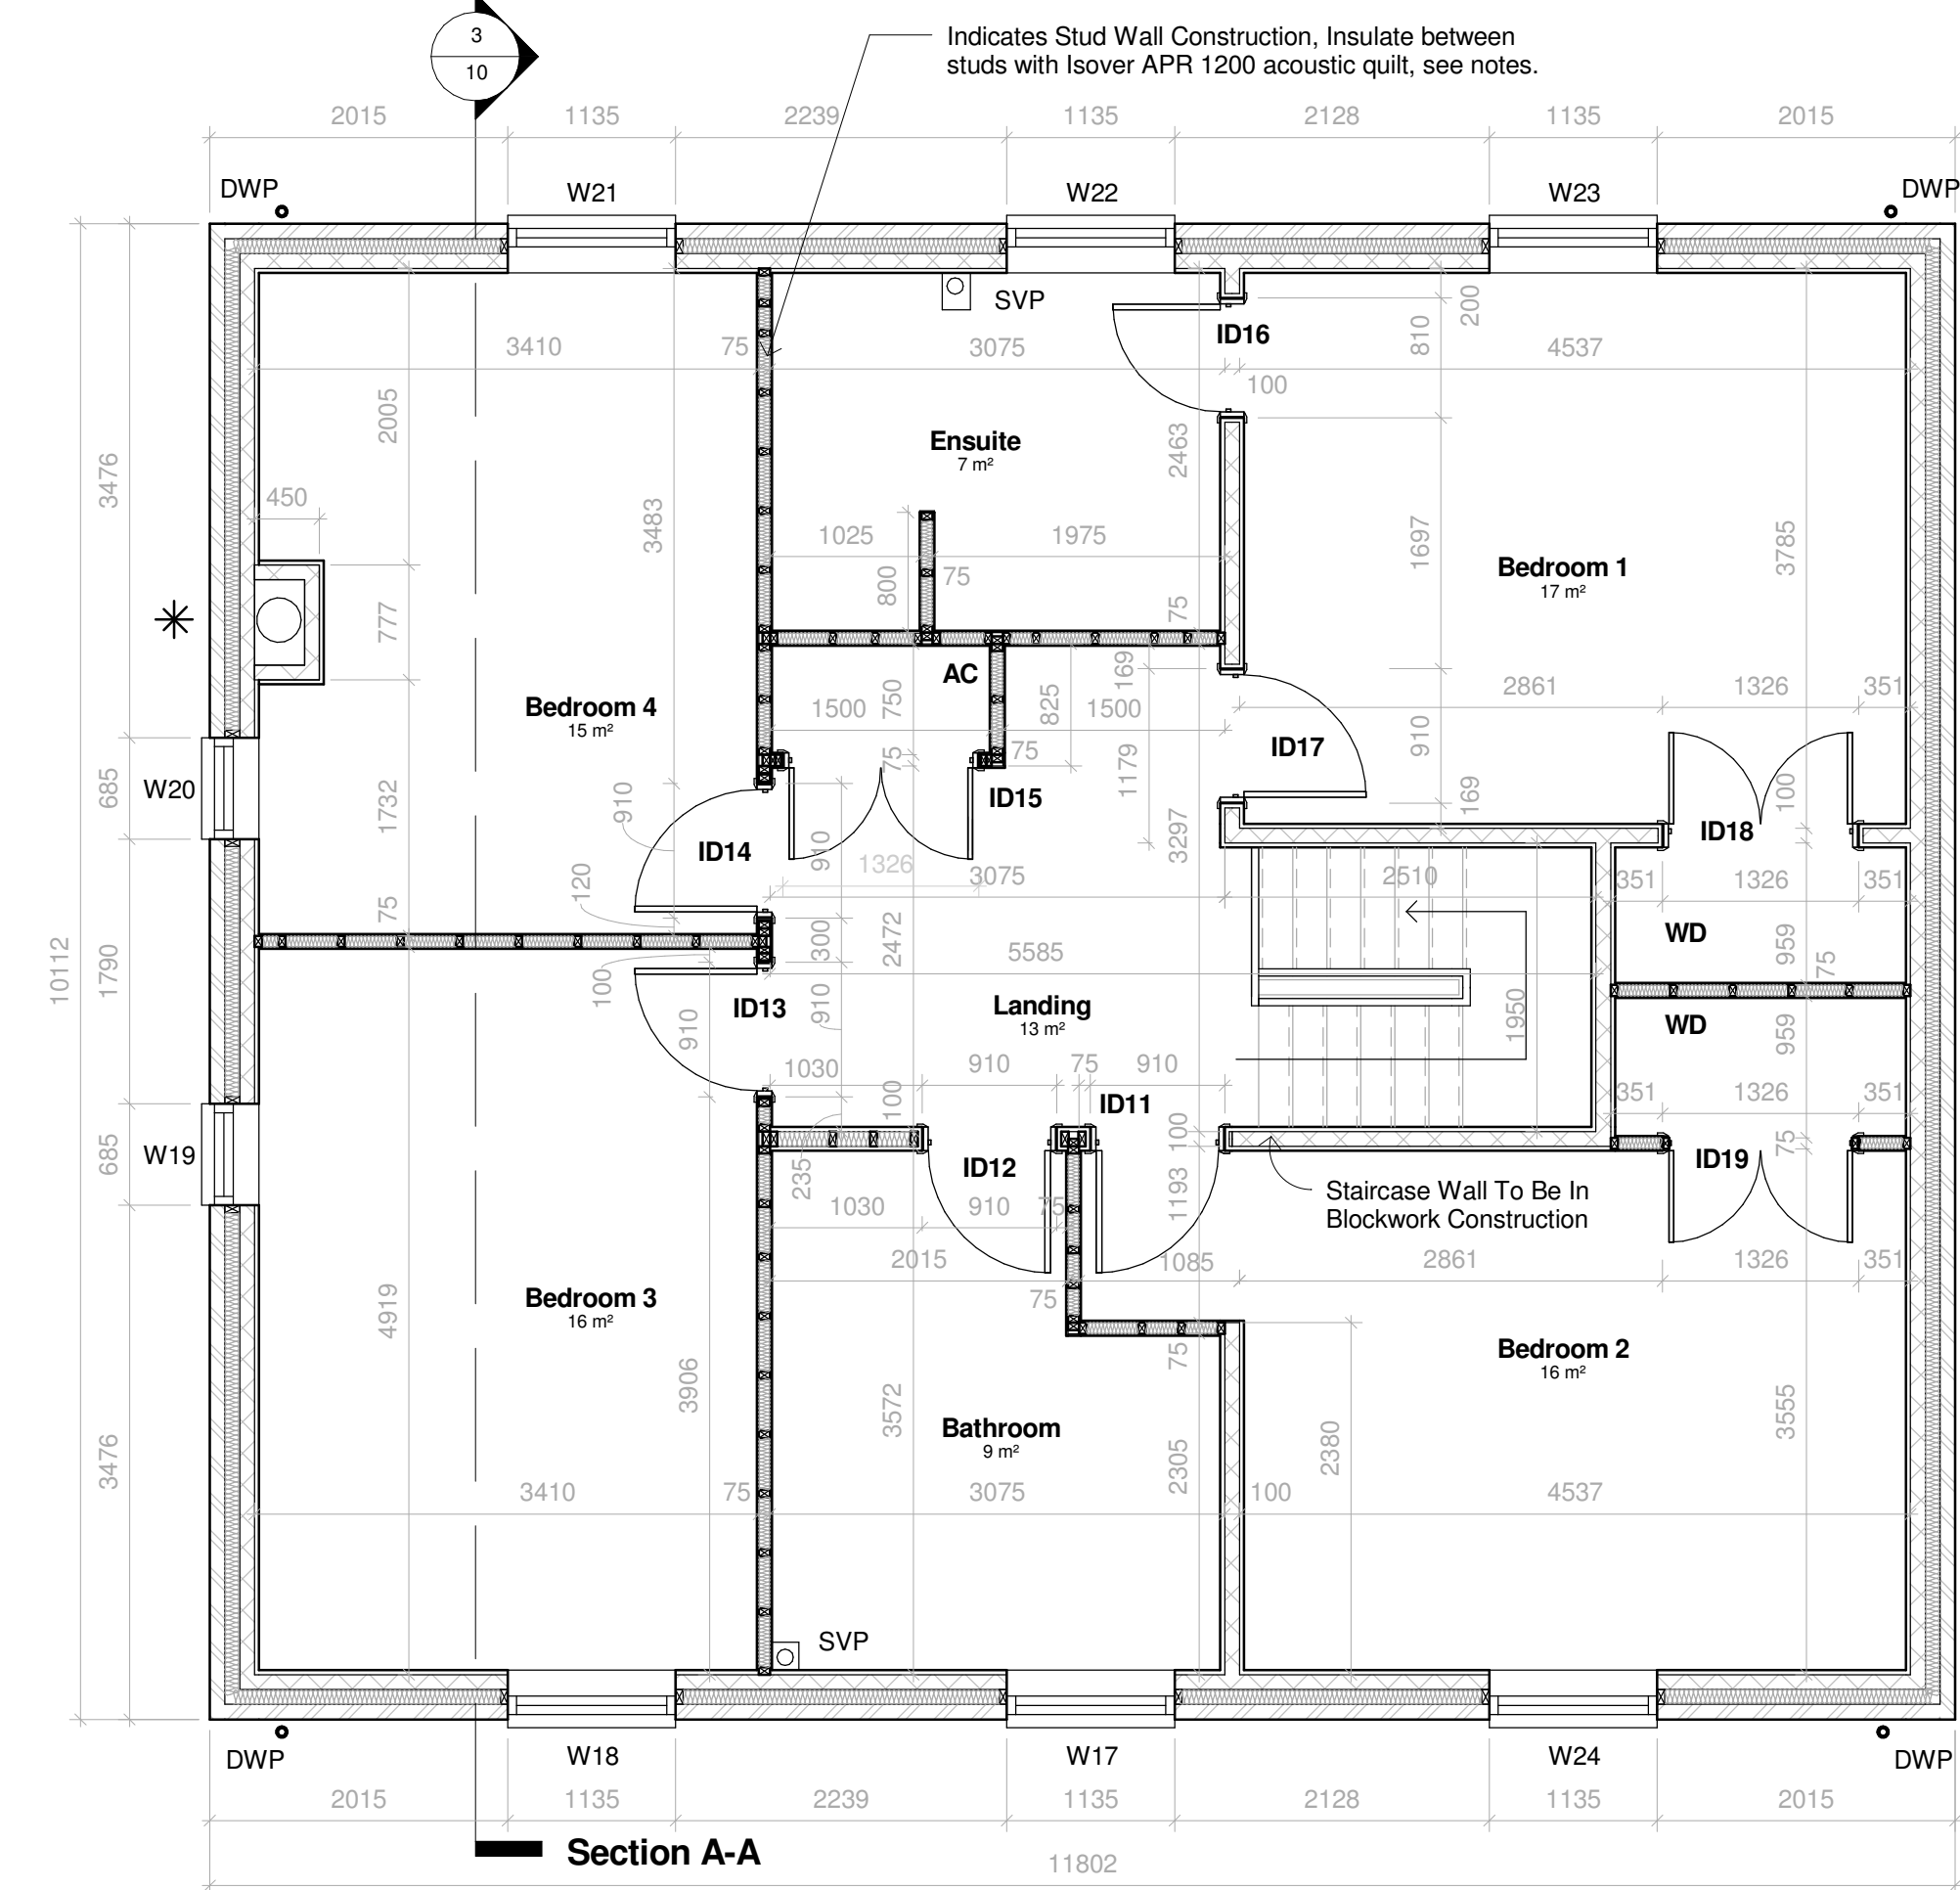 3
10
Indicates Stud Wall Construction, Insulate between
studs with Isover APR 1200 acoustic quilt, see notes.
2015 1135 2239 1135 2128 1135 2015
DWP W21 W22 W23 DWP
SVP
ID16
200
810
3410 75 3075 4537
100
2005
Ensuite
7 m²
2463
3476
450
3483
1025 1975
1697
3785
800
75
75
Bedroom 1
17 m²
777
AC
169
2861 1326 351
Bedroom 4
15 m²
750
1500
825
1500
ID17
910
75
75
1179
W20
685
1732
910
ID15
169
100
ID14
910
1326
3075
3297
ID18
120
2510
351 1326 351
75
300
2472
WD
959
75
10112
1790
5585
100
ID13
910
910
Landing
13 m²
1950
WD
959
1030 910 75 910
100
ID11
100
351 1326 351
75
685
W19
235
ID12
1193
ID19
Staircase Wall To Be In
Blockwork Construction
1030 910 75
2015 1085 2861 1326 351
75
4919
Bedroom 3
16 m²
75
Bedroom 2
16 m²
3906
3572
Bathroom
9 m²
2305
2380
3555
3476
3410 75 3075 100 4537
SVP
DWP W18 W17 W24 DWP
2015 1135 2239 1135 2128 1135 2015
Section A-A
11802